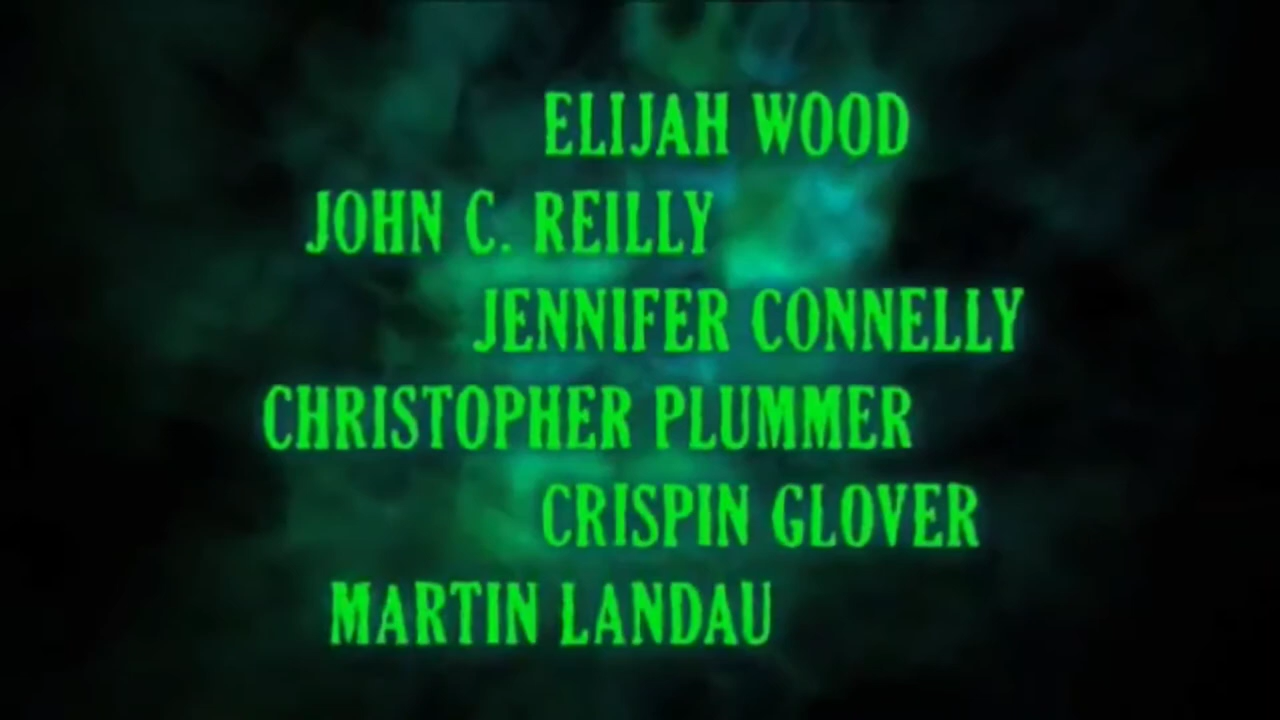 ELIJAH WOOD
JOHN C. REILLY
JENNIFER CONNELLY
CHRISTOPHER PLUMMER
CRISPIN GLOVER
MARTIN LANDAU